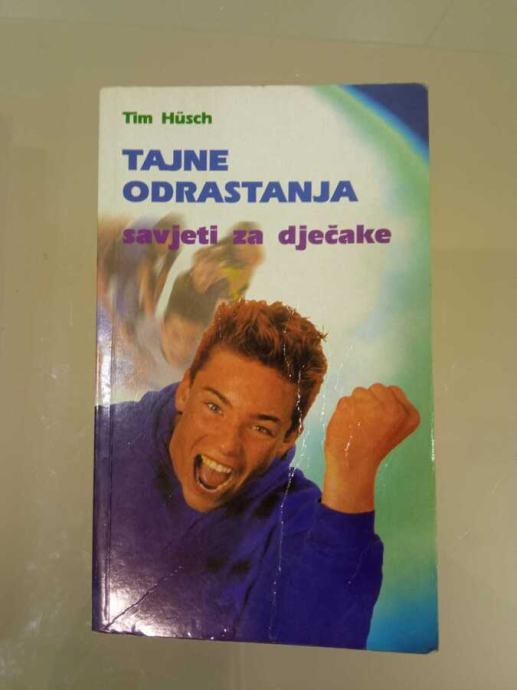 Tim Hüsch
TAJNE
ODRASTANJA
savjeti za dječake